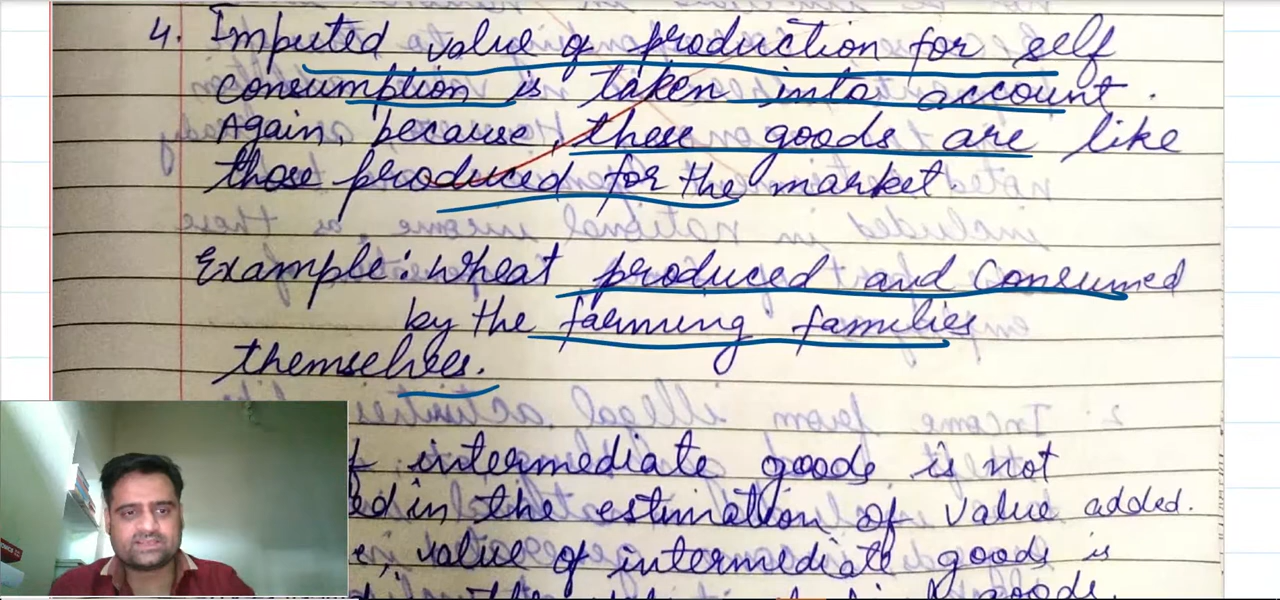 4. Imputed value of production for self
consumption is taken into account.
Again, because, these goods are like
those produced for the market.
Example: Wheat produced and consumed
by the farming families
themselves.
intermediate goods is not
in the estimation of value added.
value of intermediate goods is
goods.